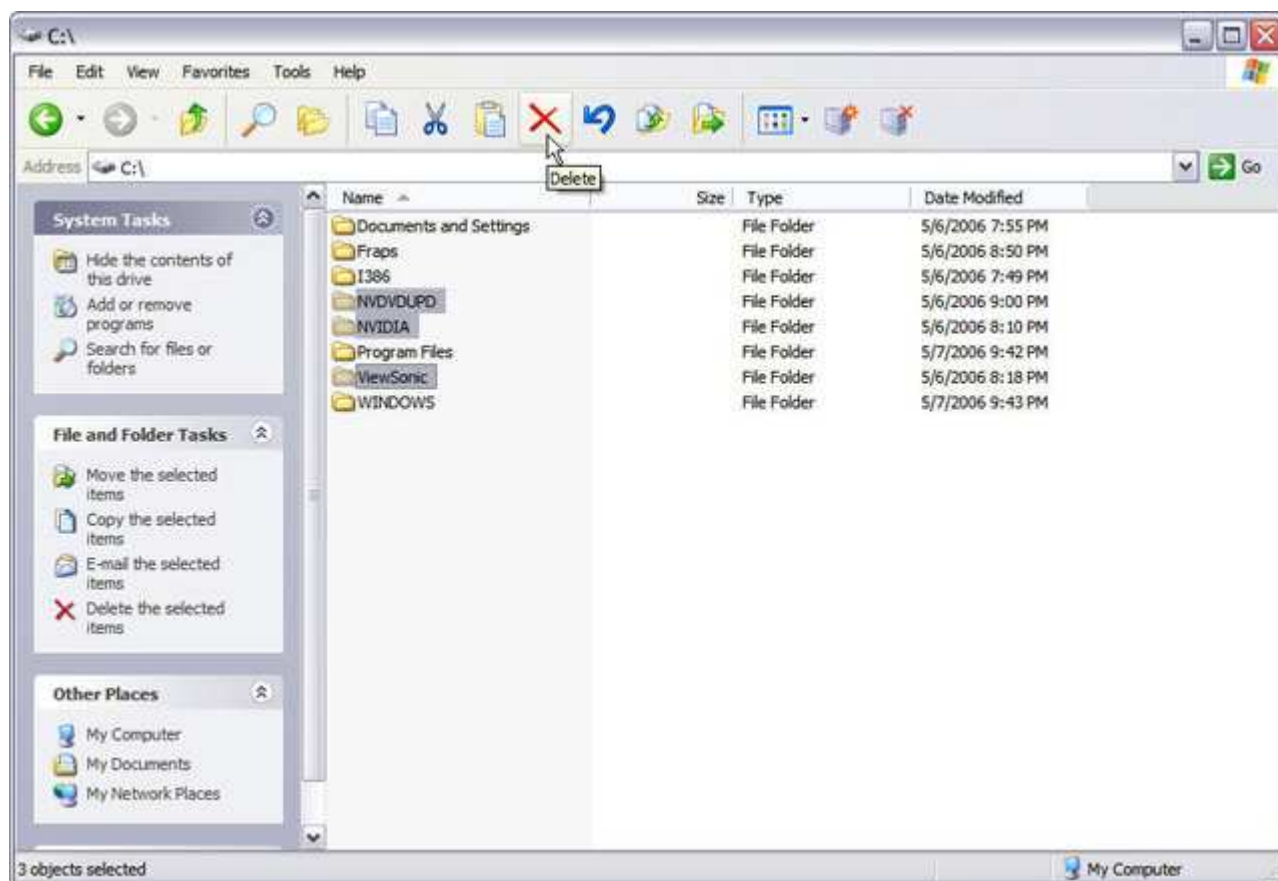 C:\
File Edit View Favorites Tools Help
Address C:\ Go
Delete
System Tasks
Hide the contents of
this drive
Add or remove
programs
Search for files or
folders
File and Folder Tasks
Move the selected
items
Copy the selected
items
E-mail the selected
items
Delete the selected
items
Other Places
My Computer
My Documents
My Network Places
Name Size Type Date Modified
Documents and Settings File Folder 5/6/2006 7:55 PM
Fraps File Folder 5/6/2006 8:50 PM
I386 File Folder 5/6/2006 7:49 PM
NVDVDUPD File Folder 5/6/2006 9:00 PM
NVIDIA File Folder 5/6/2006 8:10 PM
Program Files File Folder 5/7/2006 9:42 PM
ViewSonic File Folder 5/6/2006 8:18 PM
WINDOWS File Folder 5/7/2006 9:43 PM
3 objects selected My Computer